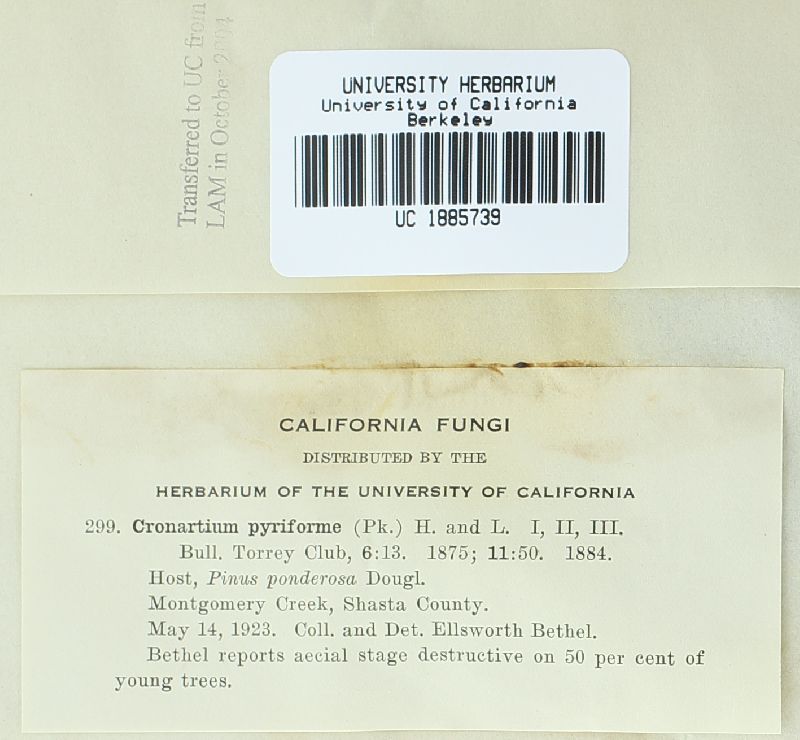 Transferred to UC from
LAM in October 2004
UNIVERSITY HERBARIUM
University of California
Berkeley
UC 1885739
CALIFORNIA FUNGI
DISTRIBUTED BY THE
HERBARIUM OF THE UNIVERSITY OF CALIFORNIA
299. Cronartium pyriforme (Pk.) H. and L. I, II, III.
Bull. Torrey Club, 6:13. 1875; 11:50. 1884.
Host, Pinus ponderosa Dougl.
Montgomery Creek, Shasta County.
May 14, 1923. Coll. and Det. Ellsworth Bethel.
Bethel reports aecial stage destructive on 50 per cent of
young trees.